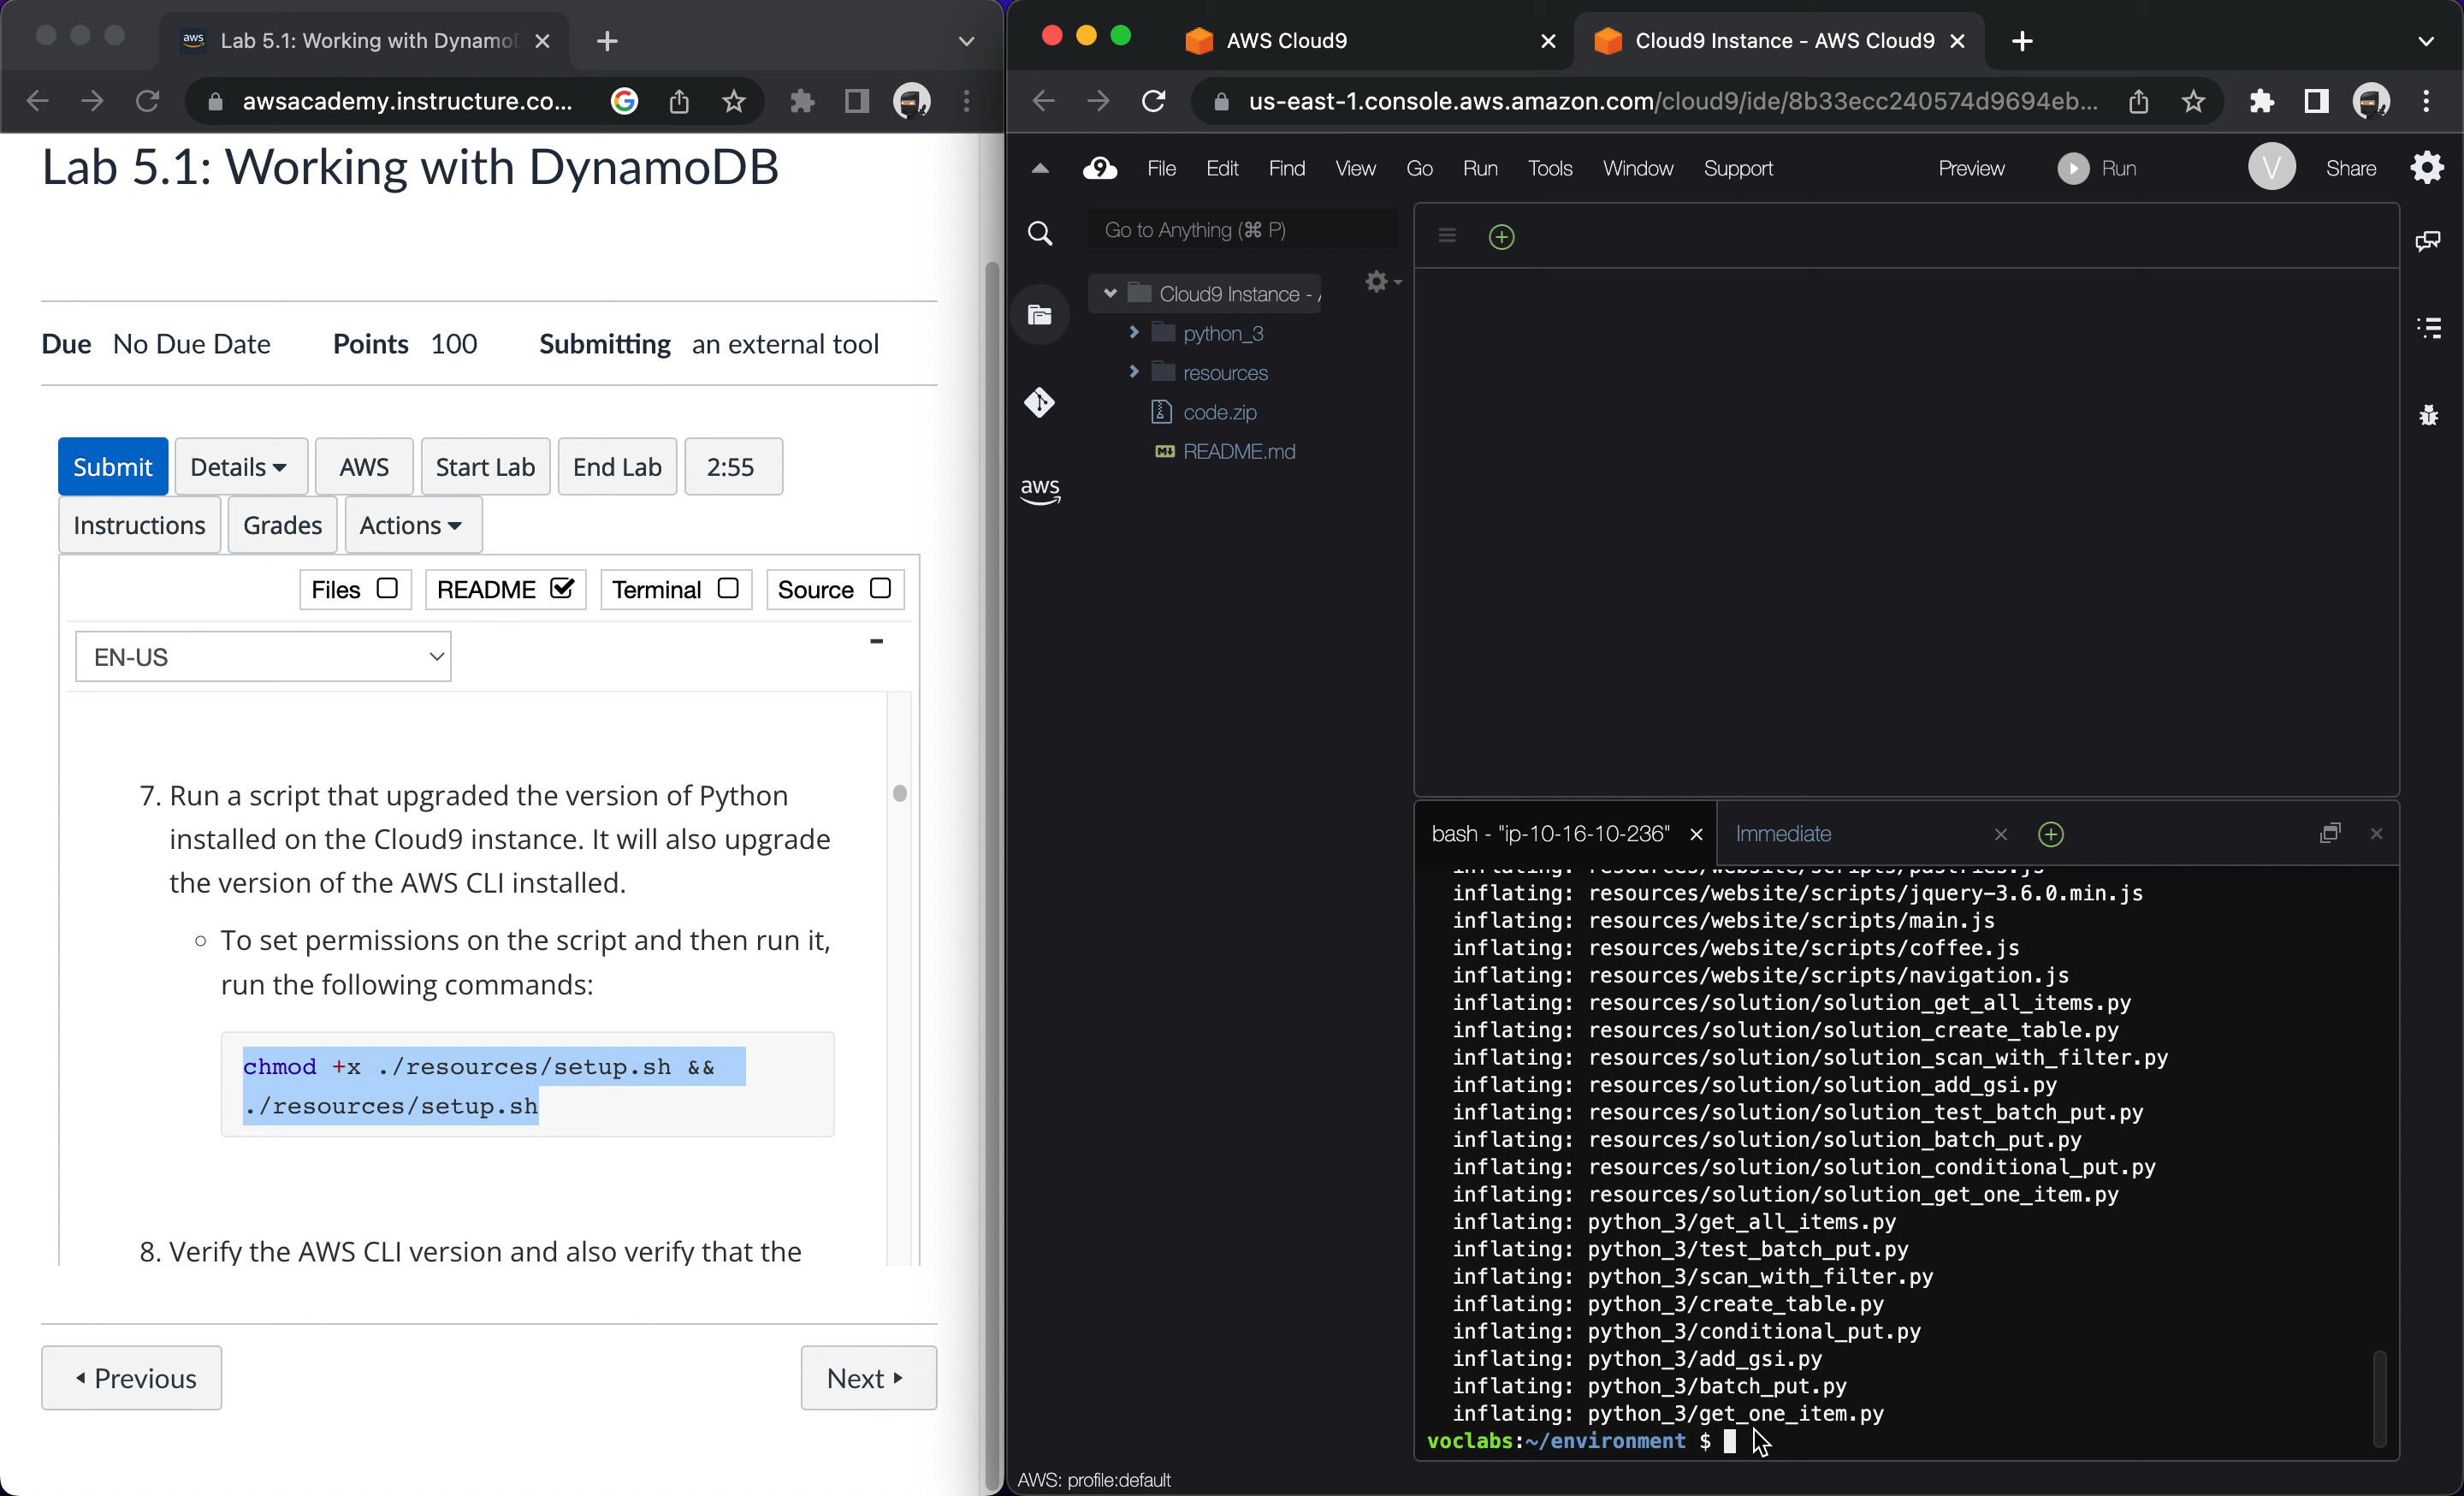 aws Lab 5.1: Working with Dynamo
awsacademy.instructure.co...
Lab 5.1: Working with DynamoDB
Due No Due Date Points 100 Submitting an external tool
Submit Details AWS Start Lab End Lab 2:55
Instructions Grades Actions
Files README Terminal Source
EN-US
7. Run a script that upgraded the version of Python
installed on the Cloud9 instance. It will also upgrade
the version of the AWS CLI installed.
To set permissions on the script and then run it,
run the following commands:
chmod +x ./resources/setup.sh &&
./resources/setup.sh
8. Verify the AWS CLI version and also verify that the
Previous Next
AWS Cloud9 Cloud9 Instance - AWS Cloud9
us-east-1.console.aws.amazon.com/cloud9/ide/8b33ecc240574d9694eb...
9 File Edit Find View Go Run Tools Window Support Preview Run V Share
Go to Anything (⌘ P)
Cloud9 Instance -
python_3
resources
code.zip
README.md
aws
bash - "ip-10-16-10-236" Immediate
inflating: resources/website/scripts/pastries.js
inflating: resources/website/scripts/jquery-3.6.0.min.js
inflating: resources/website/scripts/main.js
inflating: resources/website/scripts/coffee.js
inflating: resources/website/scripts/navigation.js
inflating: resources/solution/solution_get_all_items.py
inflating: resources/solution/solution_create_table.py
inflating: resources/solution/solution_scan_with_filter.py
inflating: resources/solution/solution_add_gsi.py
inflating: resources/solution/solution_test_batch_put.py
inflating: resources/solution/solution_batch_put.py
inflating: resources/solution/solution_conditional_put.py
inflating: resources/solution/solution_get_one_item.py
inflating: python_3/get_all_items.py
inflating: python_3/test_batch_put.py
inflating: python_3/scan_with_filter.py
inflating: python_3/create_table.py
inflating: python_3/conditional_put.py
inflating: python_3/add_gsi.py
inflating: python_3/batch_put.py
inflating: python_3/get_one_item.py
voclabs:~/environment $
AWS: profile:default